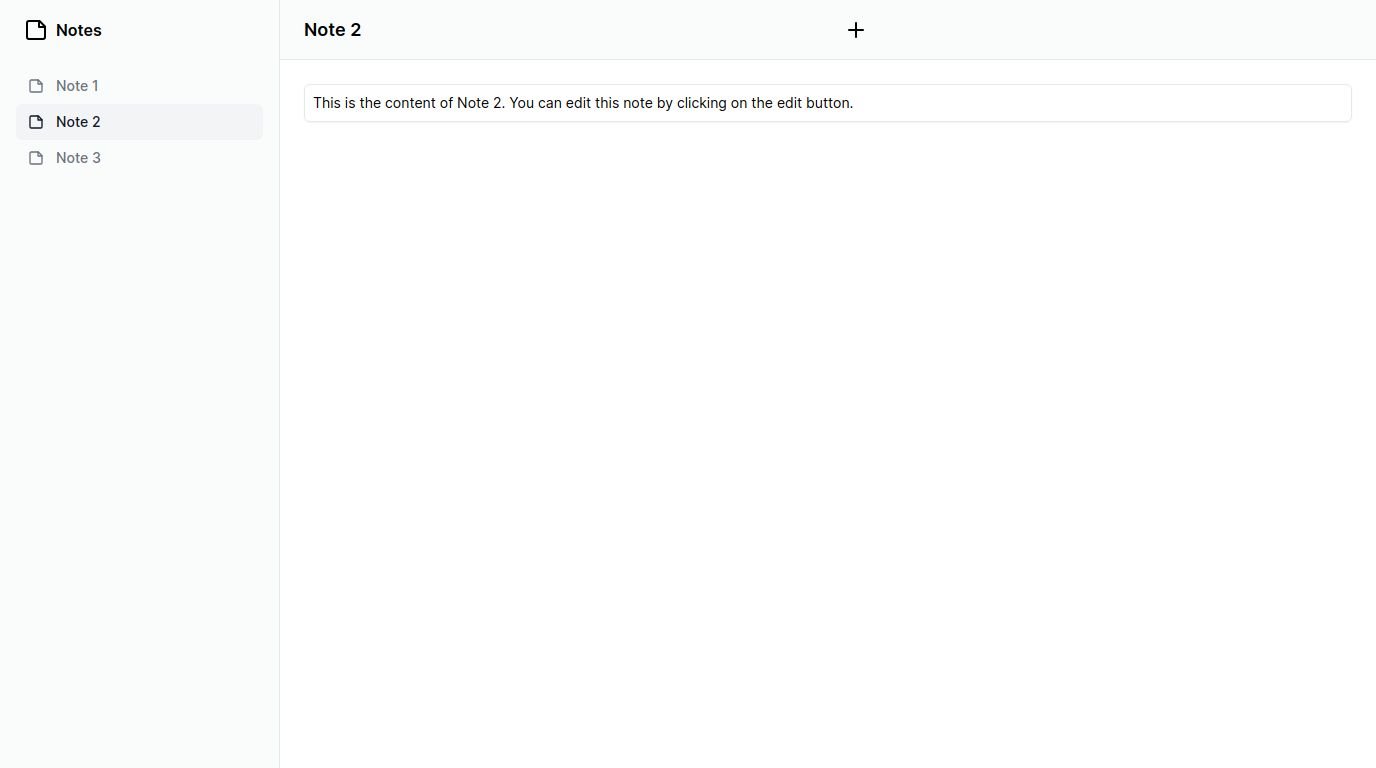 Notes
Note 1
Note 2
Note 3
Note 2
This is the content of Note 2. You can edit this note by clicking on the edit button.